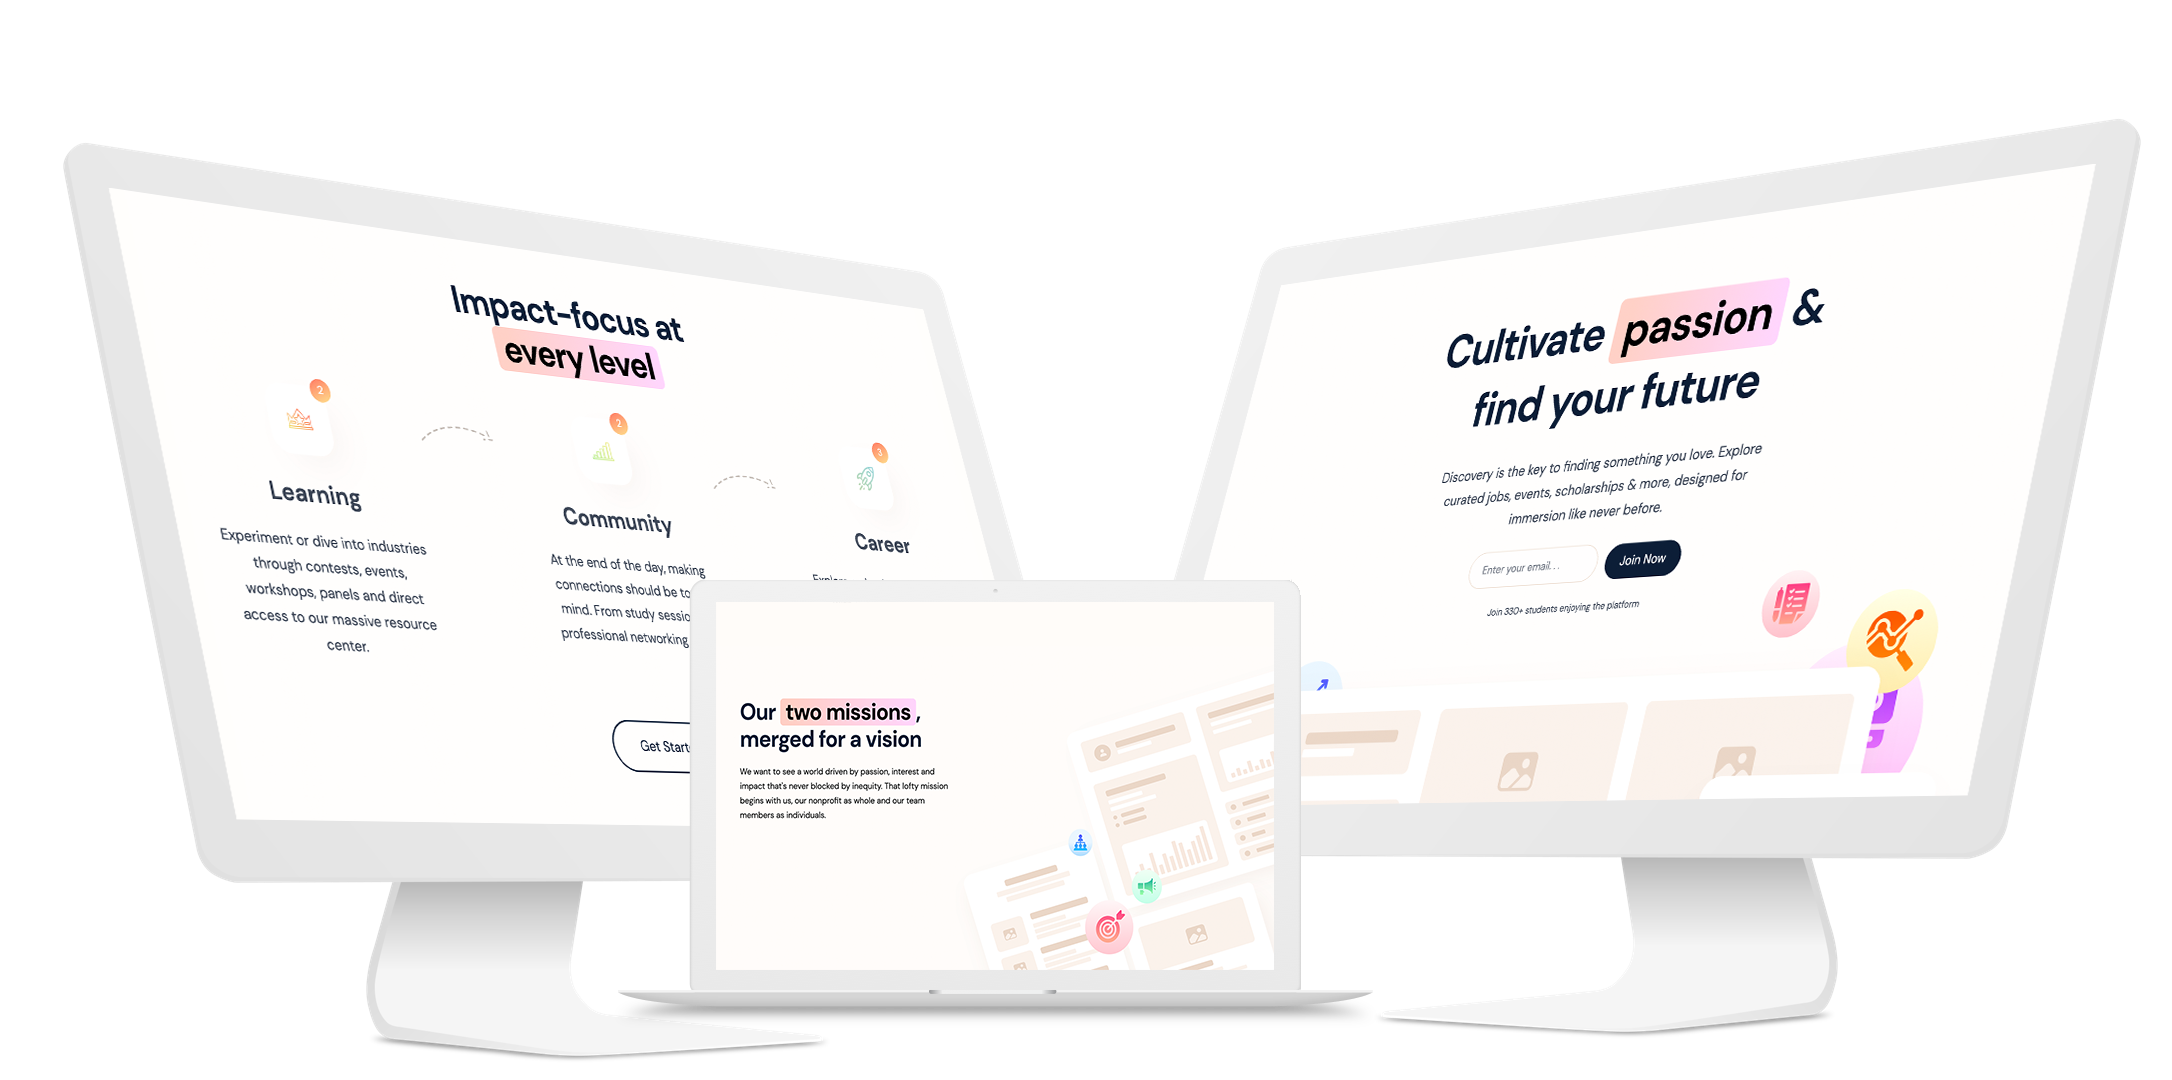 Impact-focus at
every level
2
2
3
Learning
Community
Career
Experiment or dive into industries
through contests, events,
workshops, panels and direct
access to our massive resource
center.
At the end of the day, making
connections should be to
mind. From study sessio
professional networking
Get Start
Our two missions,
merged for a vision
We want to see a world driven by passion, interest and
impact that's never blocked by inequity. That lofty mission
begins with us, our nonprofit as whole and our team
members as individuals.
Cultivate passion &
find your future
Discovery is the key to finding something you love. Explore
curated jobs, events, scholarships & more, designed for
immersion like never before.
Enter your email...
Join Now
Join 330+ students enjoying the platform